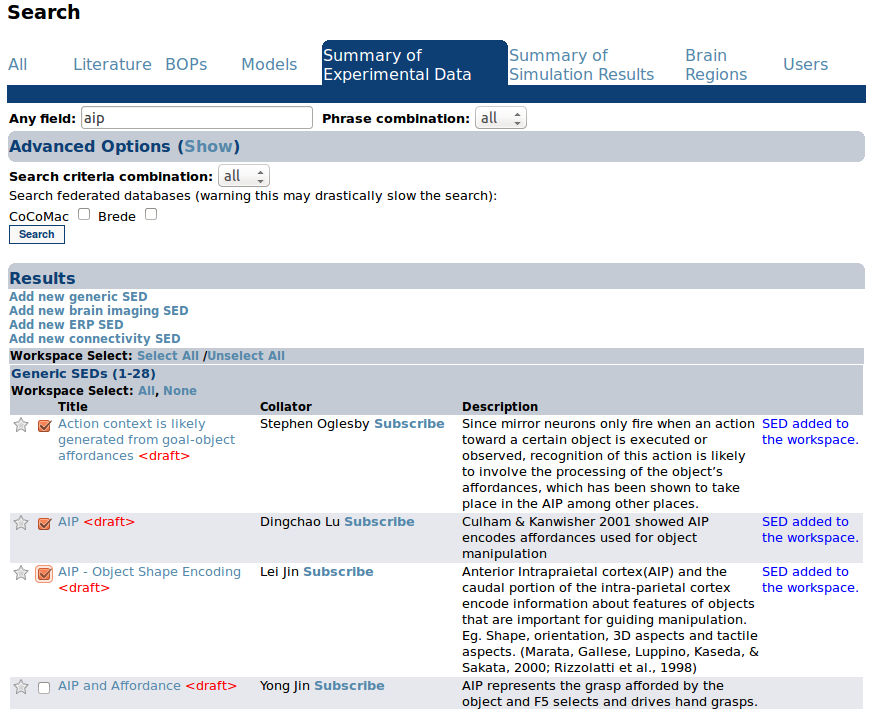 Search
All Literature BOPs Models Summary of Experimental Data Summary of Simulation Results Brain Regions Users
Any field: aip Phrase combination: all
Advanced Options (Show)
Search criteria combination: all
Search federated databases (warning this may drastically slow the search):
CoCoMac Brede
Search
Results
Add new generic SED
Add new brain imaging SED
Add new ERP SED
Add new connectivity SED
Workspace Select: Select All /Unselect All
Generic SEDs (1-28)
Workspace Select: All, None
Title Collator Description
Action context is likely
generated from goal-object
affordances <draft>
Stephen Oglesby Subscribe
Since mirror neurons only fire when an action
toward a certain object is executed or
observed, recognition of this action is likely
to involve the processing of the object's
affordances, which has been shown to take
place in the AIP among other places.
SED added to
the workspace.
AIP <draft>
Dingchao Lu Subscribe
Culham & Kanwisher 2001 showed AIP
encodes affordances used for object
manipulation
SED added to
the workspace.
AIP - Object Shape Encoding
<draft>
Lei Jin Subscribe
Anterior Intrapraietal cortex(AIP) and the
caudal portion of the intra-parietal cortex
encode information about features of objects
that are important for guiding manipulation.
Eg. Shape, orientation, 3D aspects and tactile
aspects. (Marata, Gallese, Luppino, Kaseda, &
Sakata, 2000; Rizzolatti et al., 1998)
SED added to
the workspace.
AIP and Affordance <draft>
Yong Jin Subscribe
AIP represents the grasp afforded by the
object and F5 selects and drives hand grasps.